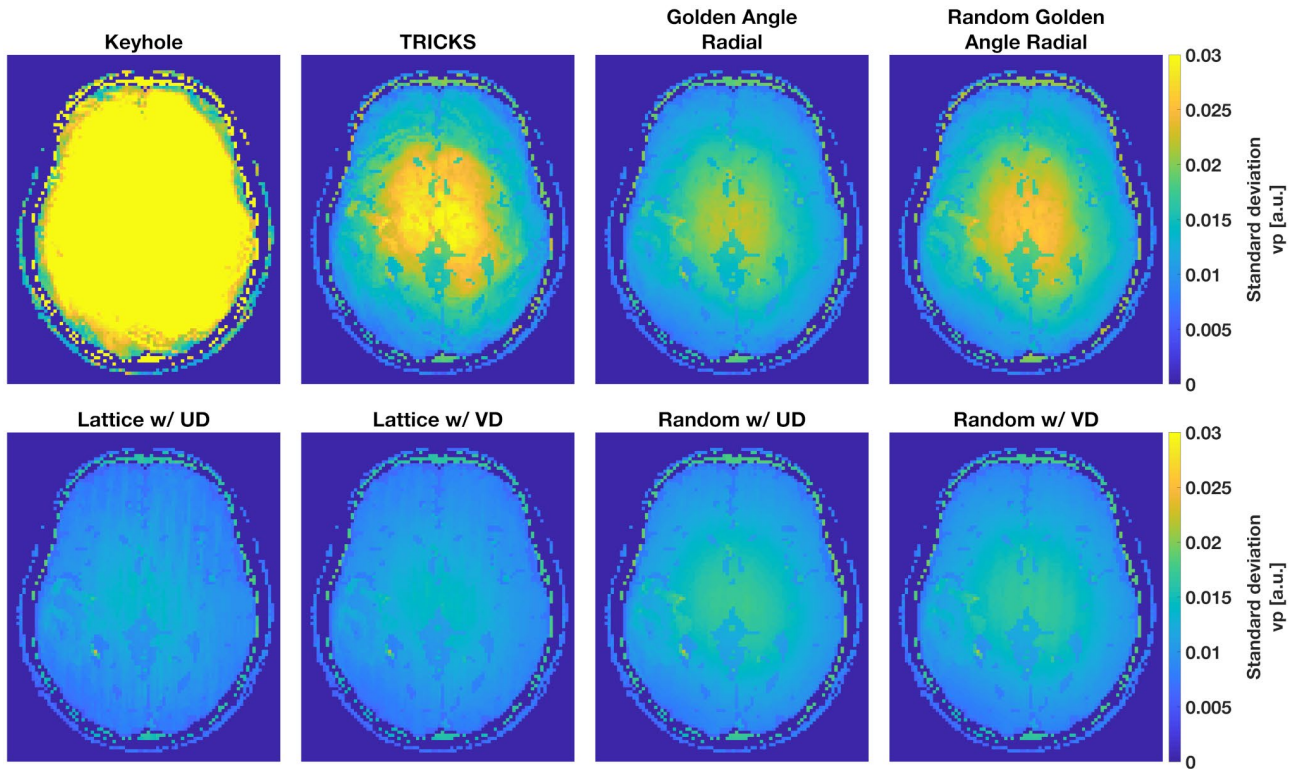 Keyhole
TRICKS
Golden Angle
Radial
Random Golden
Angle Radial
0.03
0.025
0.02
0.015
0.01
0.005
0
Standard deviation
vp [a.u.]
Lattice w/ UD
Lattice w/ VD
Random w/ UD
Random w/ VD
0.03
0.025
0.02
0.015
0.01
0.005
0
Standard deviation
vp [a.u.]